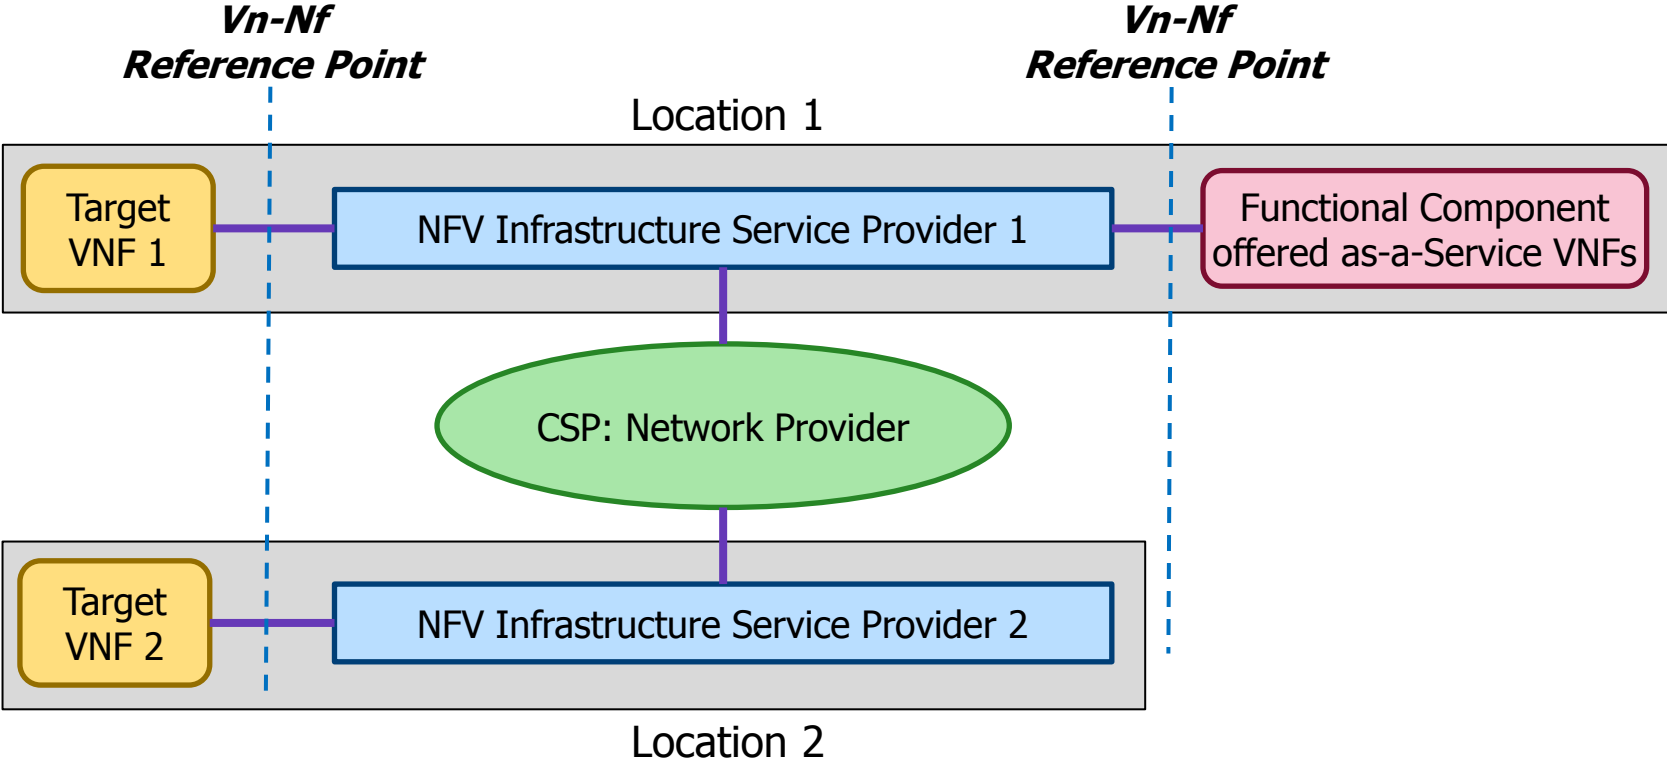 Vn-Nf
Reference Point
Vn-Nf
Reference Point
Location 1
Target
VNF 1
NFV Infrastructure Service Provider 1
Functional Component
offered as-a-Service VNFs
CSP: Network Provider
Target
VNF 2
NFV Infrastructure Service Provider 2
Location 2